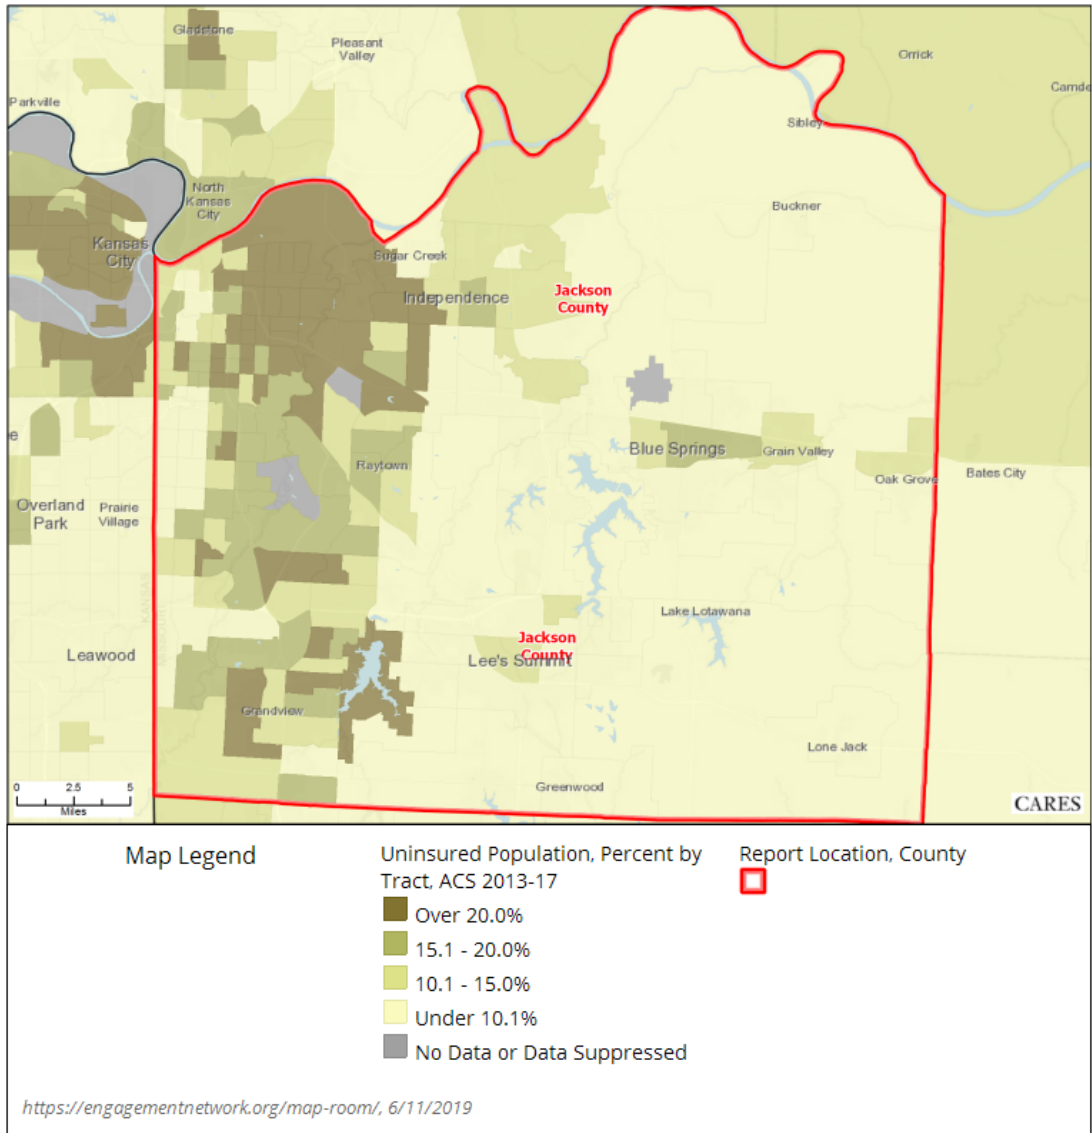 Gladstone
Pleasant
Valley
Orrick
Parkville
Sibley
North
Kansas
City
Buckner
Kansas
City
Sugar Creek
Independence
Jackson
County
Blue Springs
Grain Valley
Raytown
Oak Grove
Bates City
Overland
Park
Prairie
Village
KANSAS
Lake Lotawana
Jackson
County
Leawood
Lee's Summit
Grandview
Lone Jack
0 2.5 5
Miles
Greenwood
CARES
Map Legend
Uninsured Population, Percent by
Tract, ACS 2013-17
Over 20.0%
15.1 - 20.0%
10.1 - 15.0%
Under 10.1%
No Data or Data Suppressed
Report Location, County
https://engagementnetwork.org/map-room/, 6/11/2019